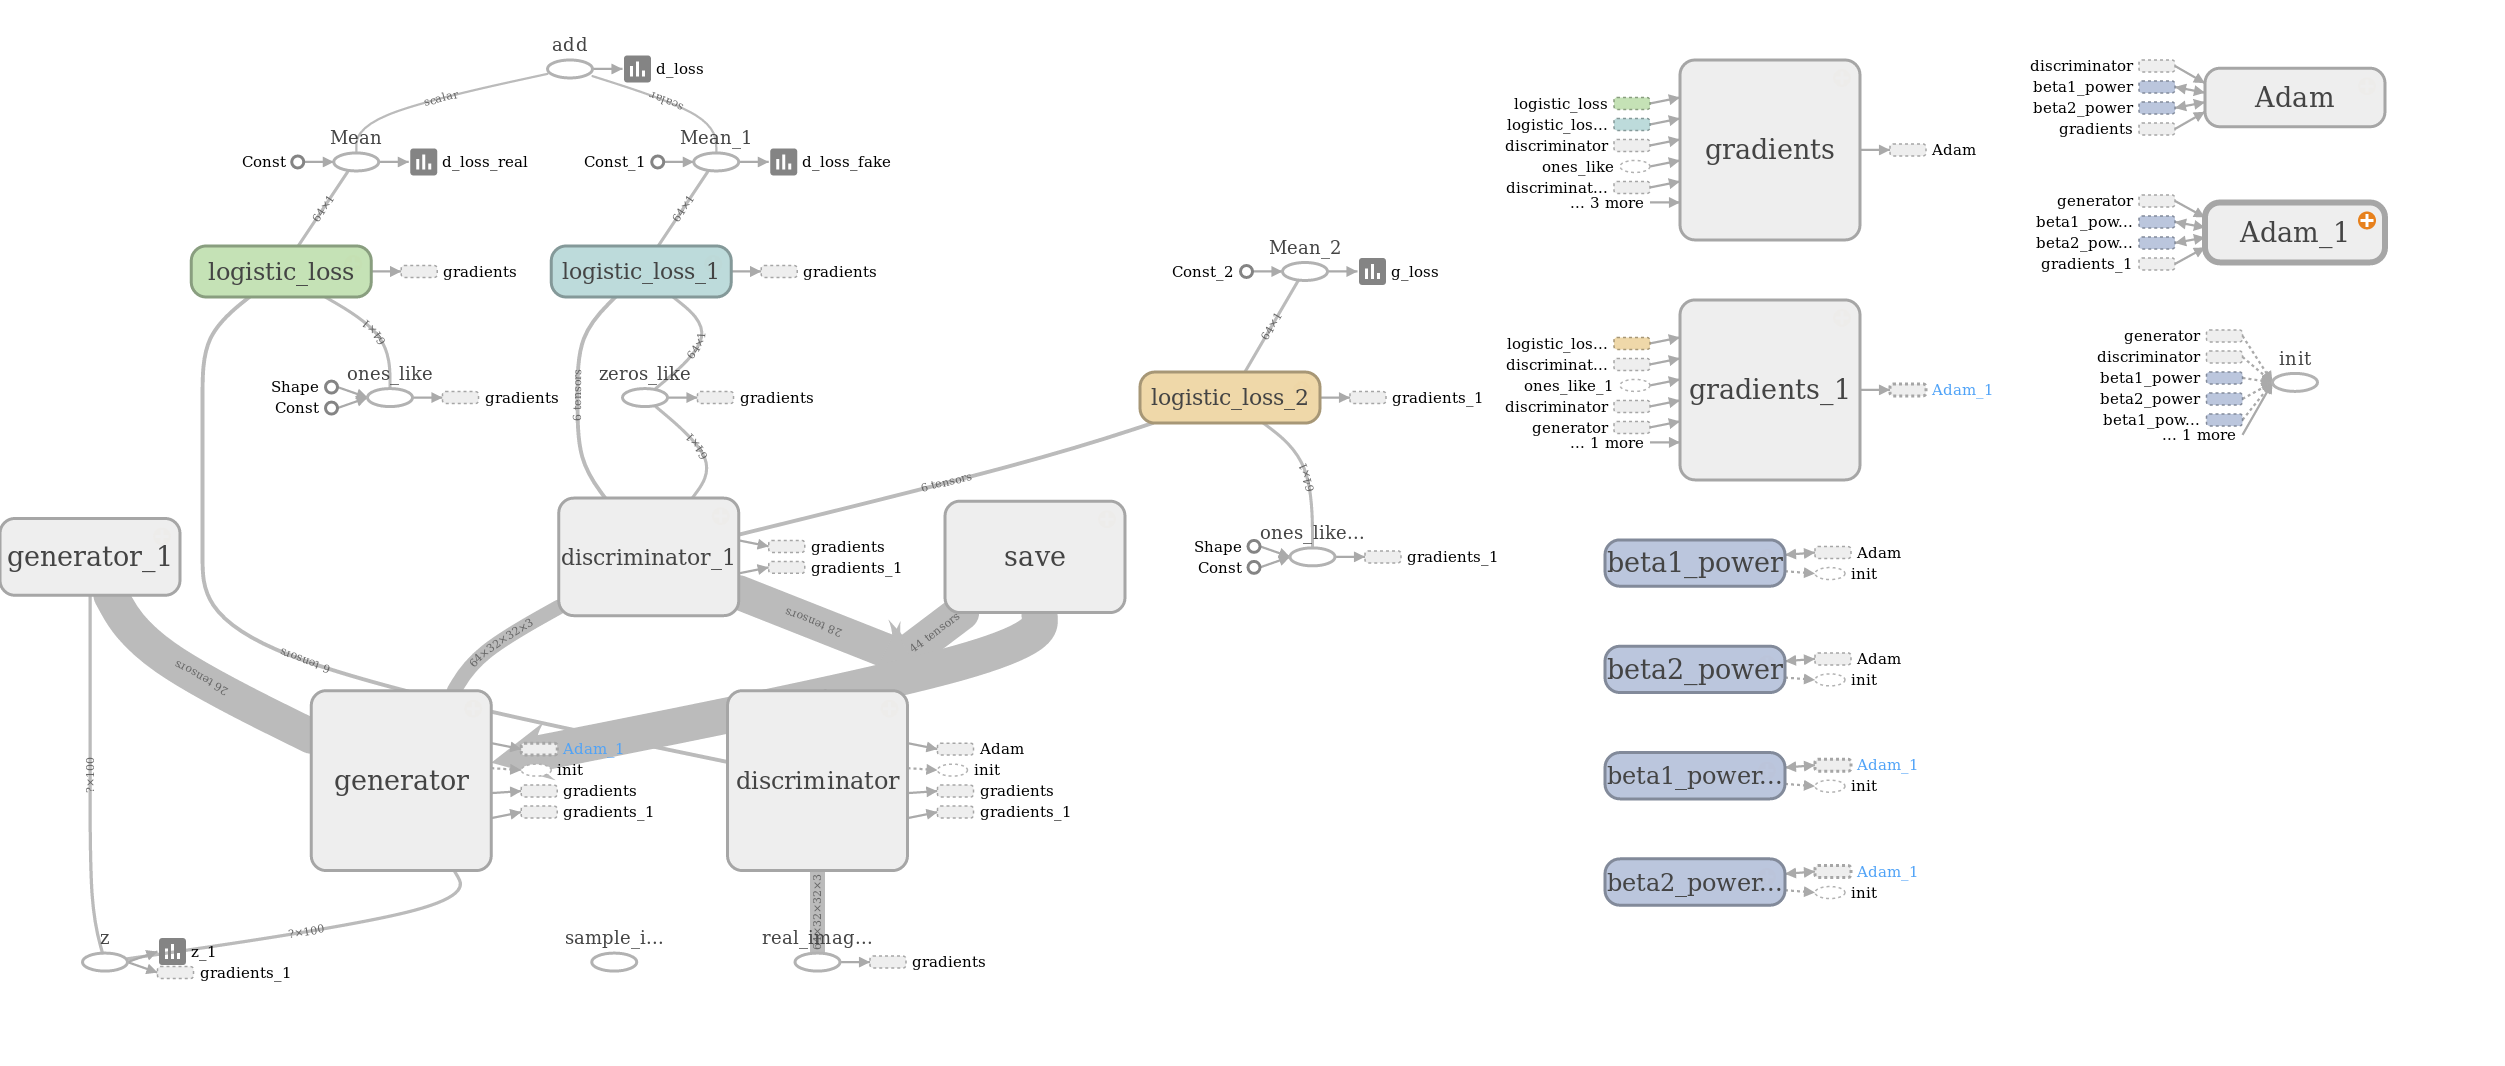 add
d_loss
scalar
scalar
Mean
Const
d_loss_real
Mean_1
Const_1
d_loss_fake
64×1
64×1
logistic_loss
gradients
logistic_loss_1
gradients
64×1
64×1
ones_like
Shape
Const
gradients
6 tensors
zeros_like
gradients
64×1
Mean_2
Const_2
g_loss
64×1
logistic_loss_2
gradients_1
6 tensors
64×1
ones_like...
Shape
Const
gradients_1
generator_1
discriminator_1
gradients
gradients_1
save
28 tensors
44 tensors
64×32×32×3
6 tensors
26 tensors
generator
Adam_1
init
gradients
gradients_1
discriminator
Adam
init
gradients
gradients_1
?×100
?×100
64×32×32×3
z
z_1
gradients_1
sample_i...
real_imag...
gradients
logistic_loss
logistic_los...
discriminator
ones_like
discriminat...
... 3 more
gradients
Adam
logistic_los...
discriminat...
ones_like_1
discriminator
generator
... 1 more
gradients_1
Adam_1
beta1_power
Adam
init
beta2_power
Adam
init
beta1_power...
Adam_1
init
beta2_power...
Adam_1
init
discriminator
beta1_power
beta2_power
gradients
Adam
generator
beta1_pow...
beta2_pow...
gradients_1
Adam_1
generator
discriminator
beta1_power
beta2_power
beta1_pow...
... 1 more
init